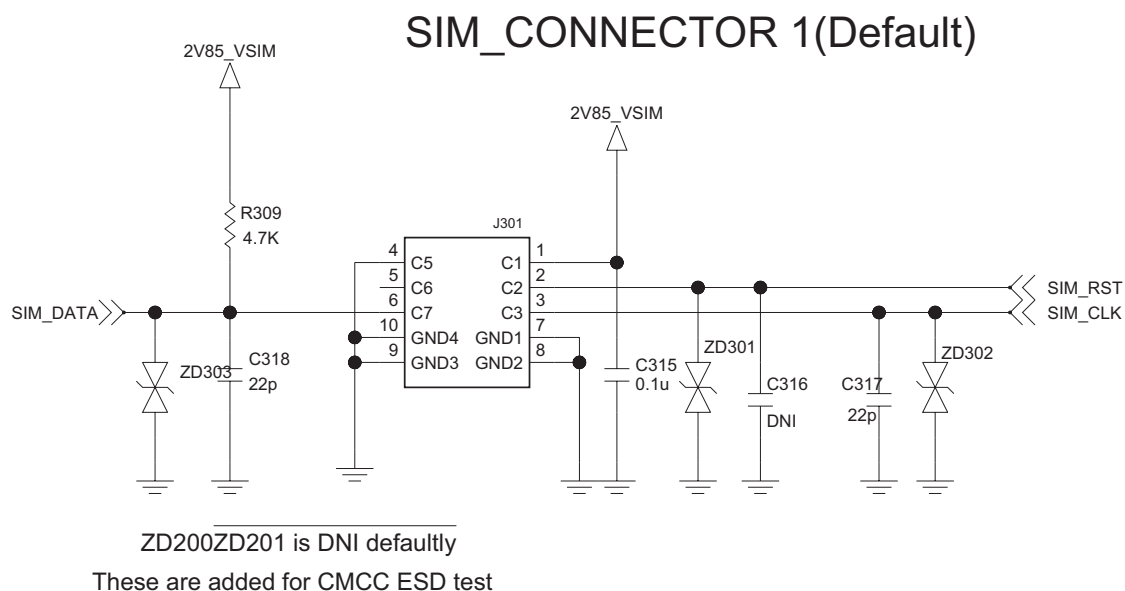 SIM_CONNECTOR 1(Default)
2V85_VSIM
2V85_VSIM
R309
4.7K
J301
4 C5 C1 1
5 C6 C2 2
6 C7 C3 3
10 GND4 GND1 7
9 GND3 GND2 8
SIM_DATA
SIM_RST
SIM_CLK
ZD303
C318
22p
C315
0.1u
ZD301
C316
DNI
C317
22p
ZD302
ZD200ZD201 is DNI defaultly
These are added for CMCC ESD test